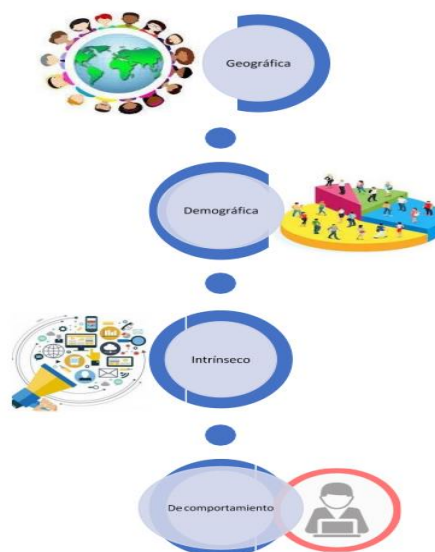 Geográfica
Demográfica
Intrínseco
De comportamiento